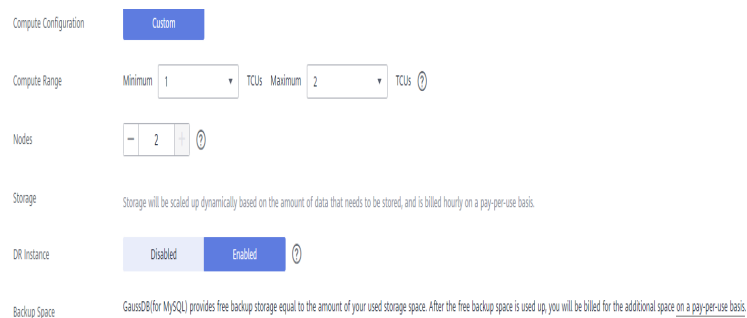 Compute Configuration Custom
Compute Range Minimum 1 TCUs Maximum 2 TCUs ?
Nodes − 2 + ?
Storage Storage will be scaled up dynamically based on the amount of data that needs to be stored, and is billed hourly on a pay-per-use basis.
DR Instance Disabled Enabled ?
Backup Space GaussDB(for MySQL) provides free backup storage equal to the amount of your used storage space. After the free backup space is used up, you will be billed for the additional space on a pay-per-use basis.